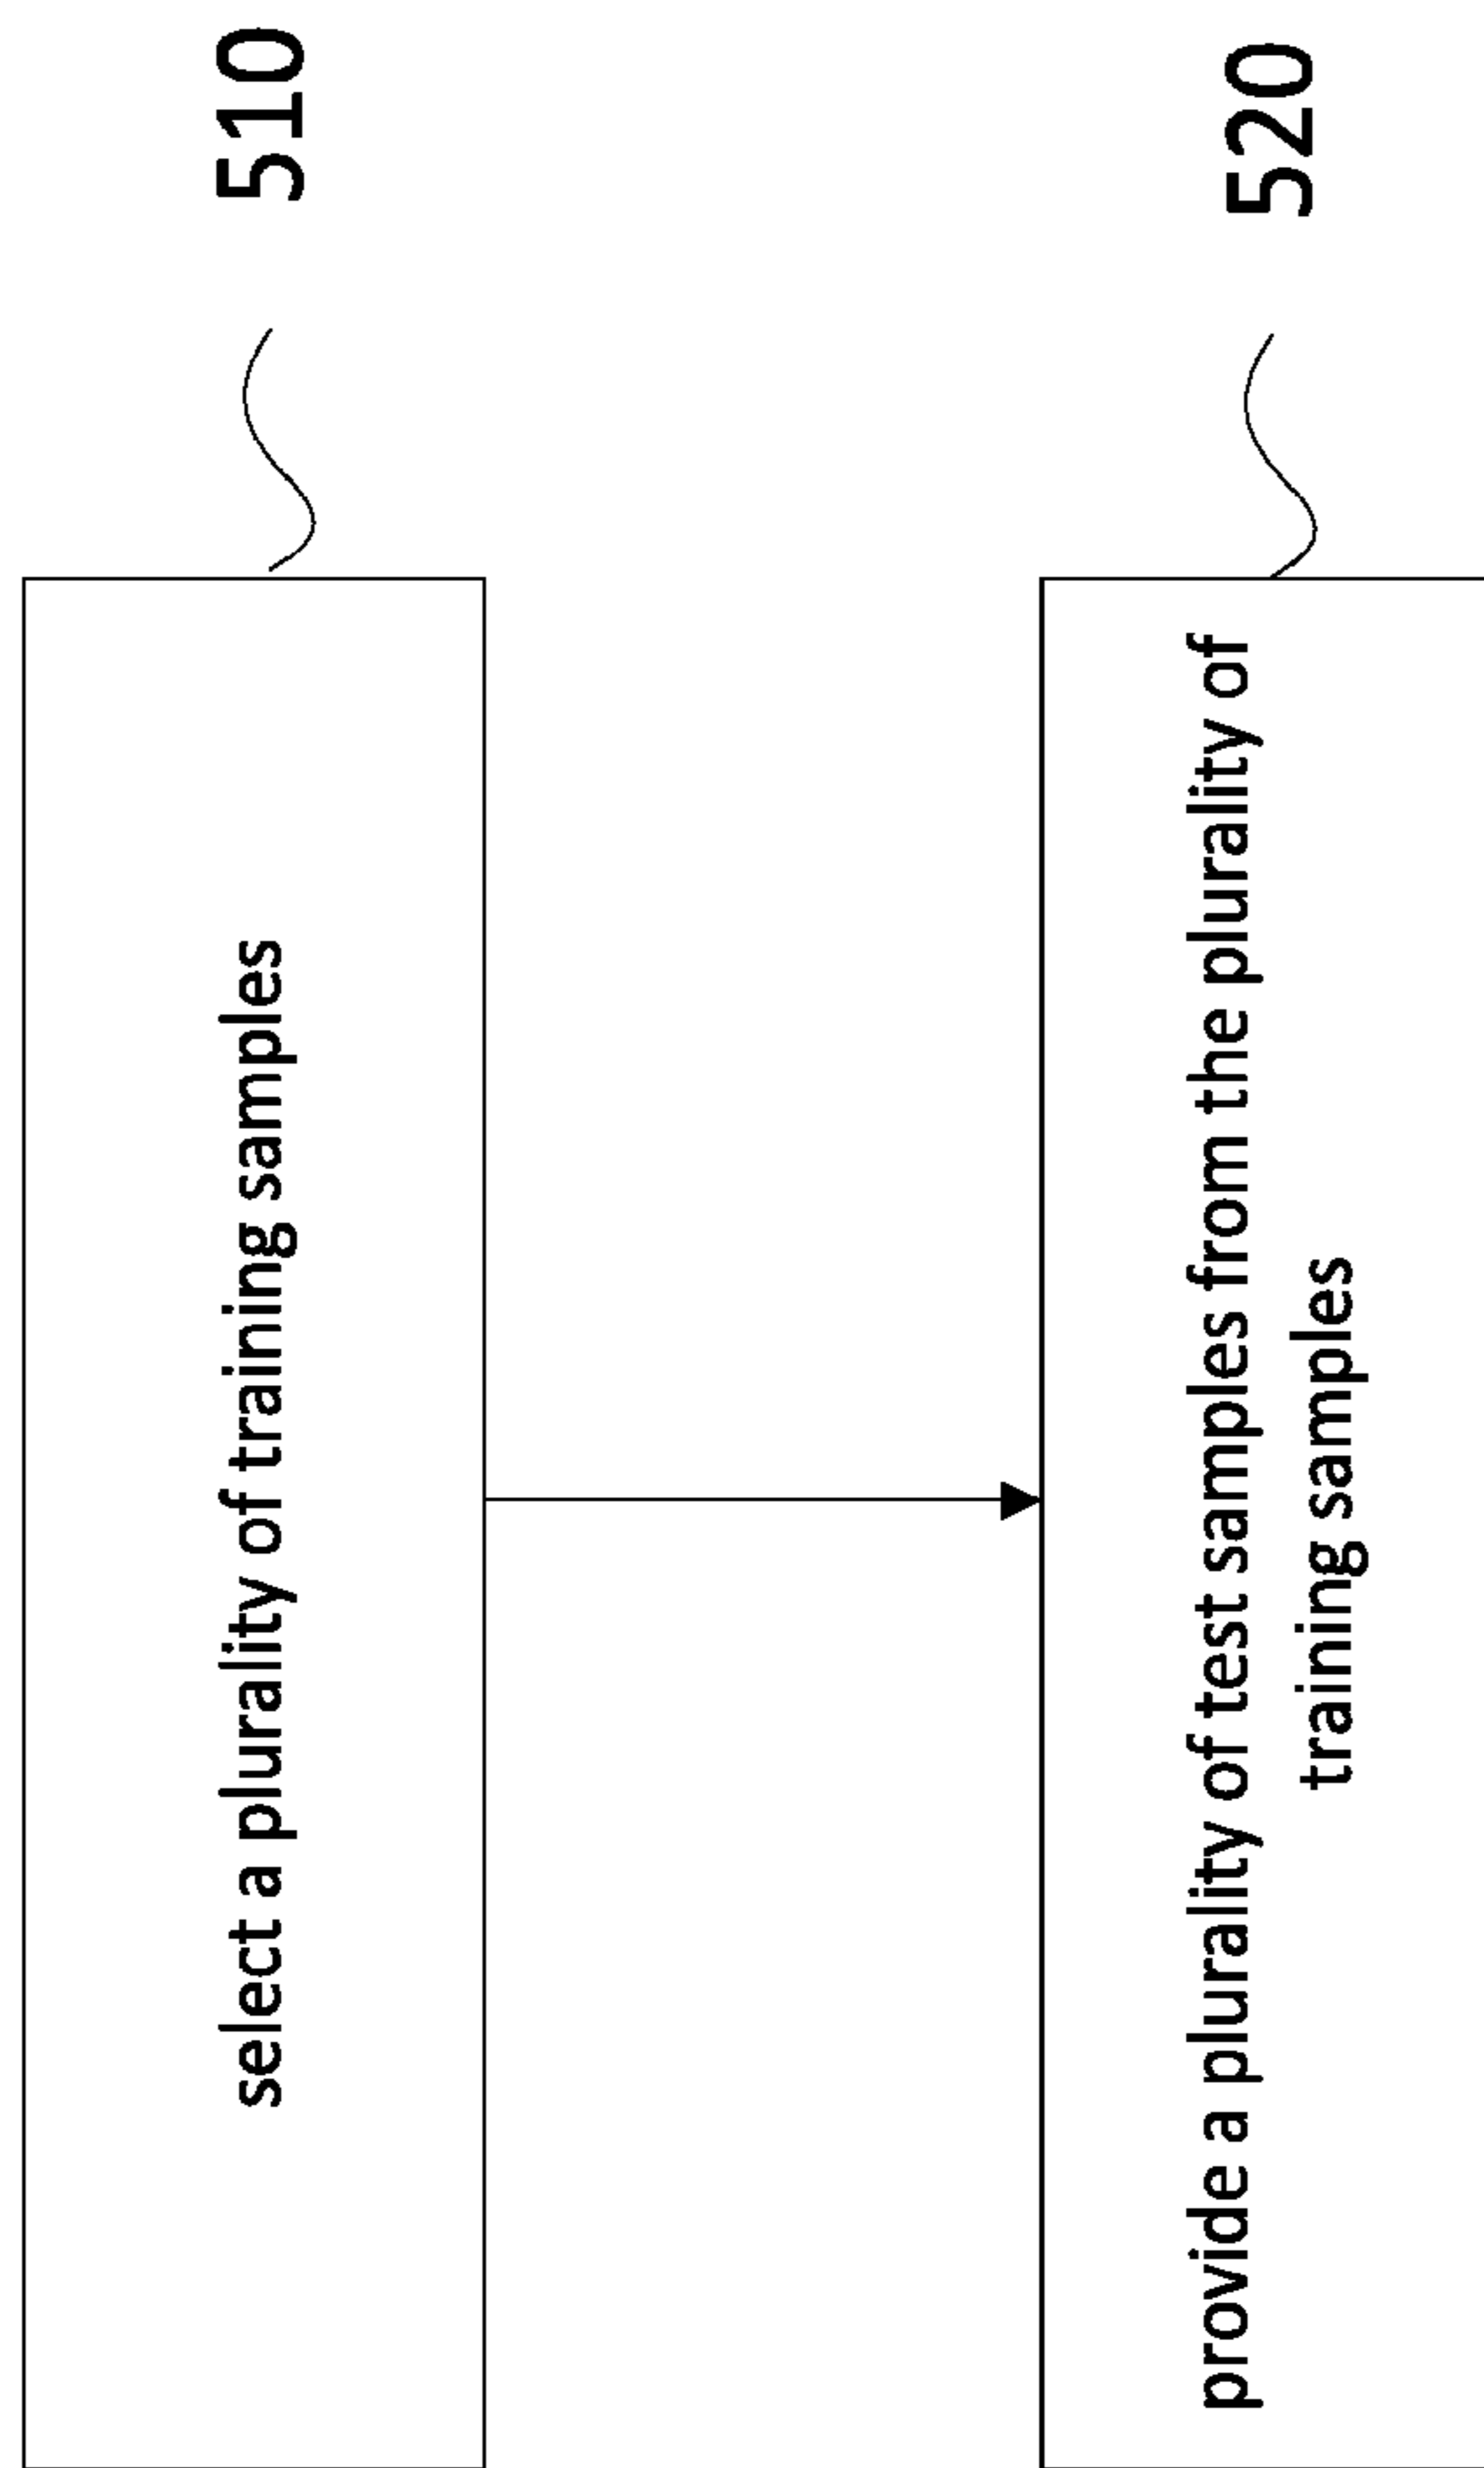 select a plurality of training samples
510
provide a plurality of test samples from the plurality of
training samples
520